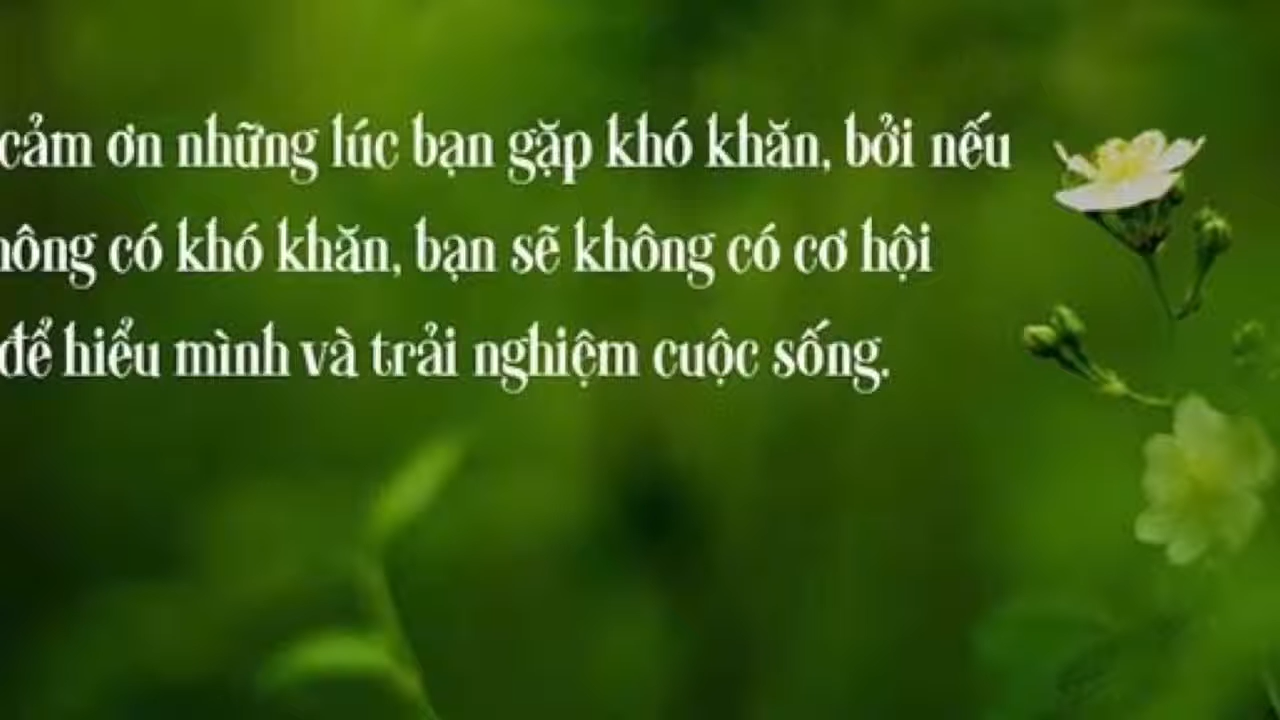 cảm ơn những lúc bạn gặp khó khăn, bởi nếu
có khó khăn, bạn sẽ không có cơ hội
để hiểu mình và trải nghiệm cuộc sống.